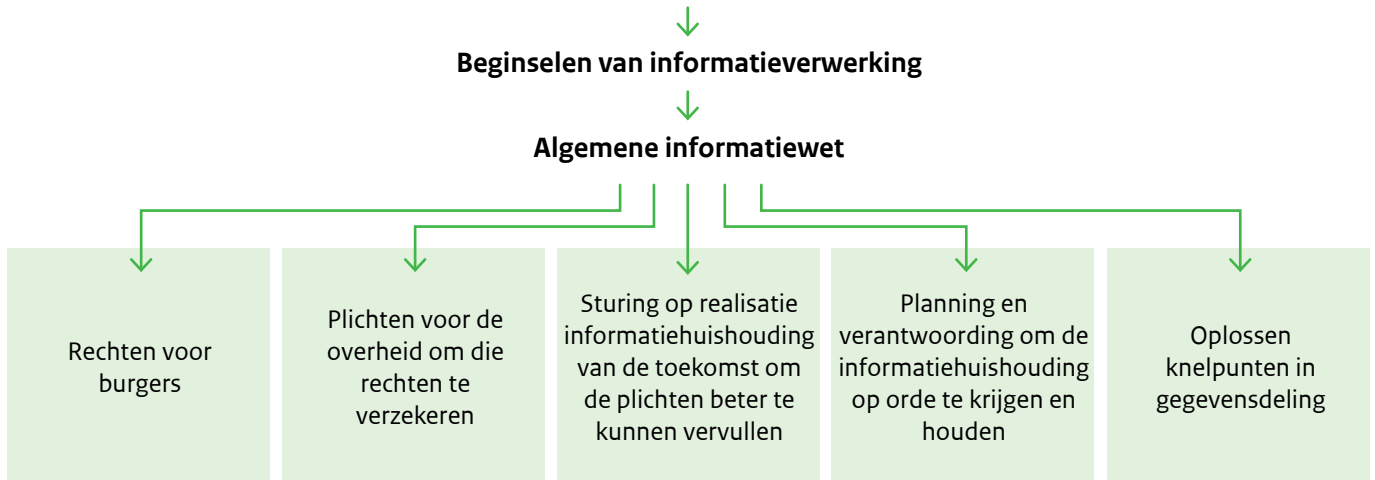 Beginselen van informatieverwerking
Algemene informatiewet
Rechten voor
burgers
Plichten voor de
overheid om die
rechten te
verzekeren
Sturing op realisatie
informatiehuishouding
van de toekomst om
de plichten beter te
kunnen vervullen
Planning en
verantwoording om de
informatiehuishouding
op orde te krijgen en
houden
Oplossen
knelpunten in
gegevensdeling